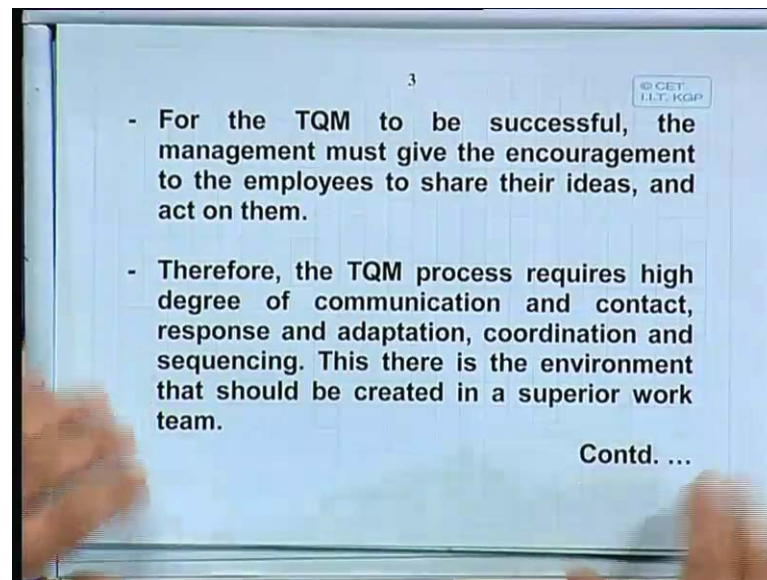 3
© CET
I.I.T. KGP
- For the TQM to be successful, the
management must give the encouragement
to the employees to share their ideas, and
act on them.
- Therefore, the TQM process requires high
degree of communication and contact,
response and adaptation, coordination and
sequencing. This there is the environment
that should be created in a superior work
team.
Contd. ...